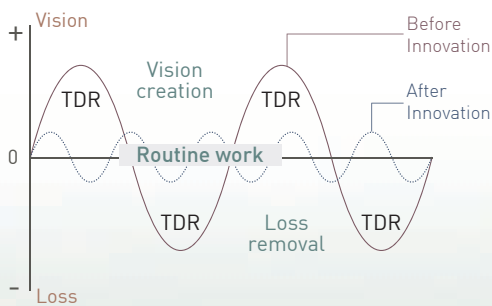 +
Vision
Before
Innovation
Vision
creation
TDR
TDR
After
Innovation
0
Routine work
TDR
Loss
removal
TDR
-
Loss